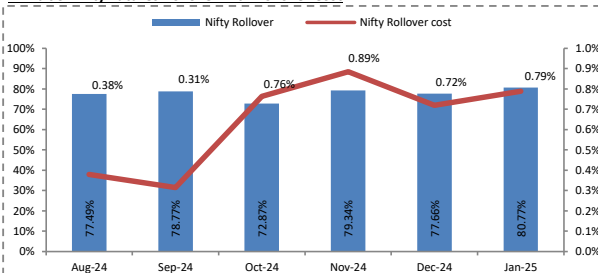 Nifty Rollover Nifty Rollover cost
100% 1.0%
90% 0.9%
80% 0.8%
70% 0.7%
60% 0.6%
50% 0.5%
40% 0.4%
30% 0.3%
20% 0.2%
10% 0.1%
0% 0.0%
0.38% 0.31% 0.76% 0.89% 0.72% 0.79%
77.49% 78.77% 72.87% 79.34% 77.66% 80.77%
Aug-24 Sep-24 Oct-24 Nov-24 Dec-24 Jan-25